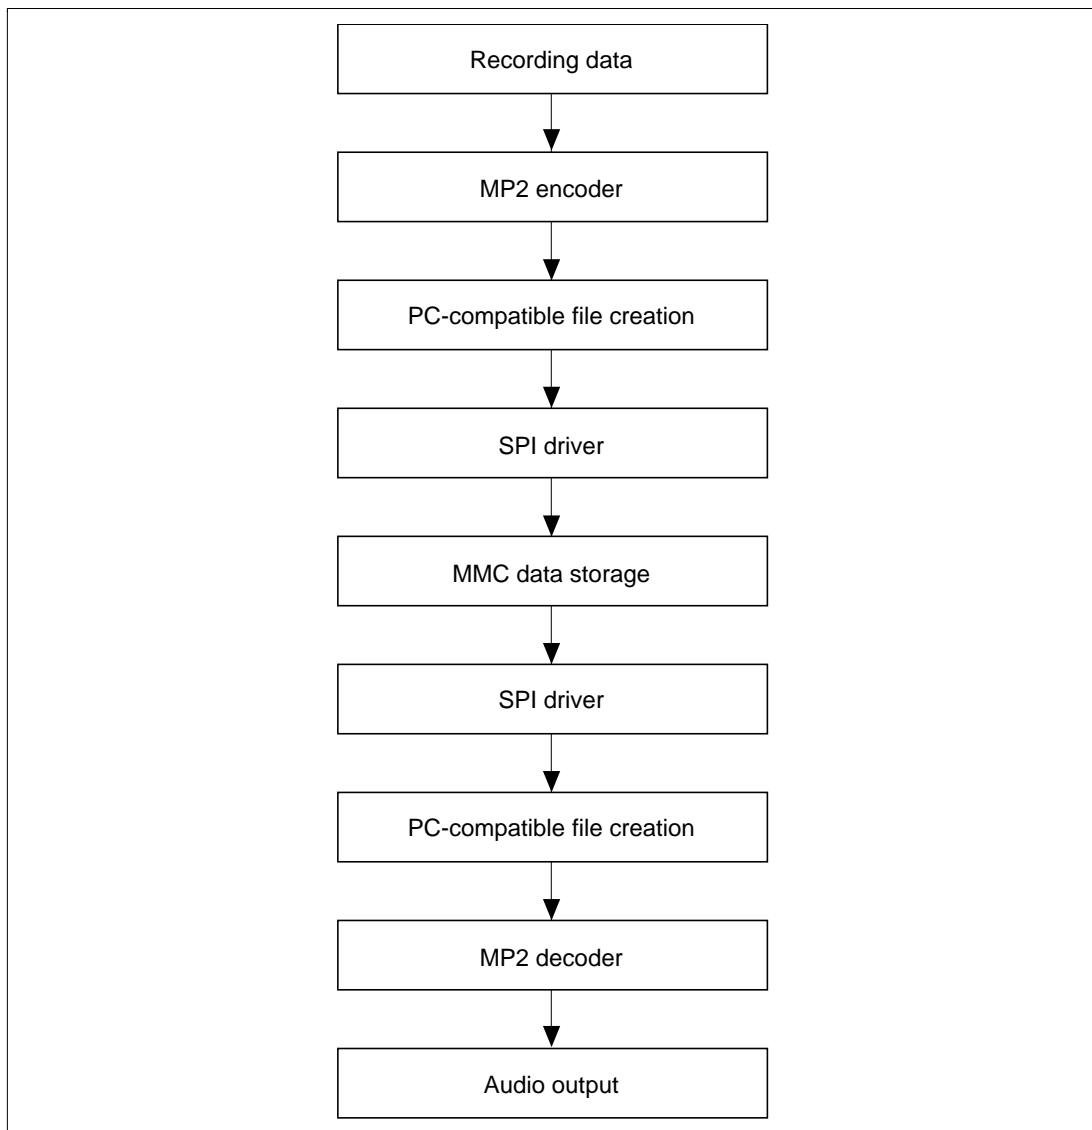 Recording data
MP2 encoder
PC-compatible file creation
SPI driver
MMC data storage
SPI driver
PC-compatible file creation
MP2 decoder
Audio output